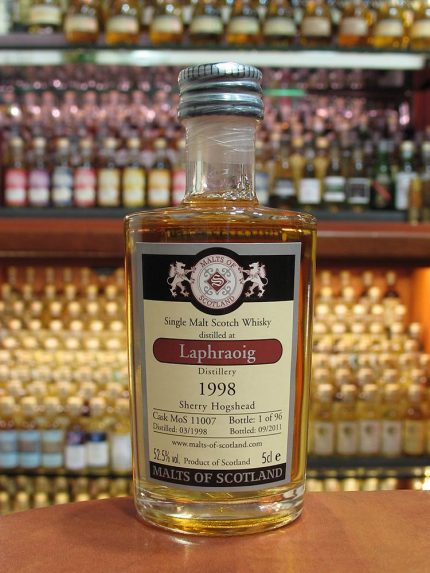 MALTS OF
SCOTLAND
S
Single Malt Scotch Whisky
distilled at
Laphraoig
Distillery
1998
Sherry Hogshead
Cask MoS 11007 Bottle: 1 of 96
Distilled: 03/1998 Bottled: 09/2011
www.malts-of-scotland.com
52.5% vol. Product of Scotland 5cl e
MALTS OF SCOTLAND